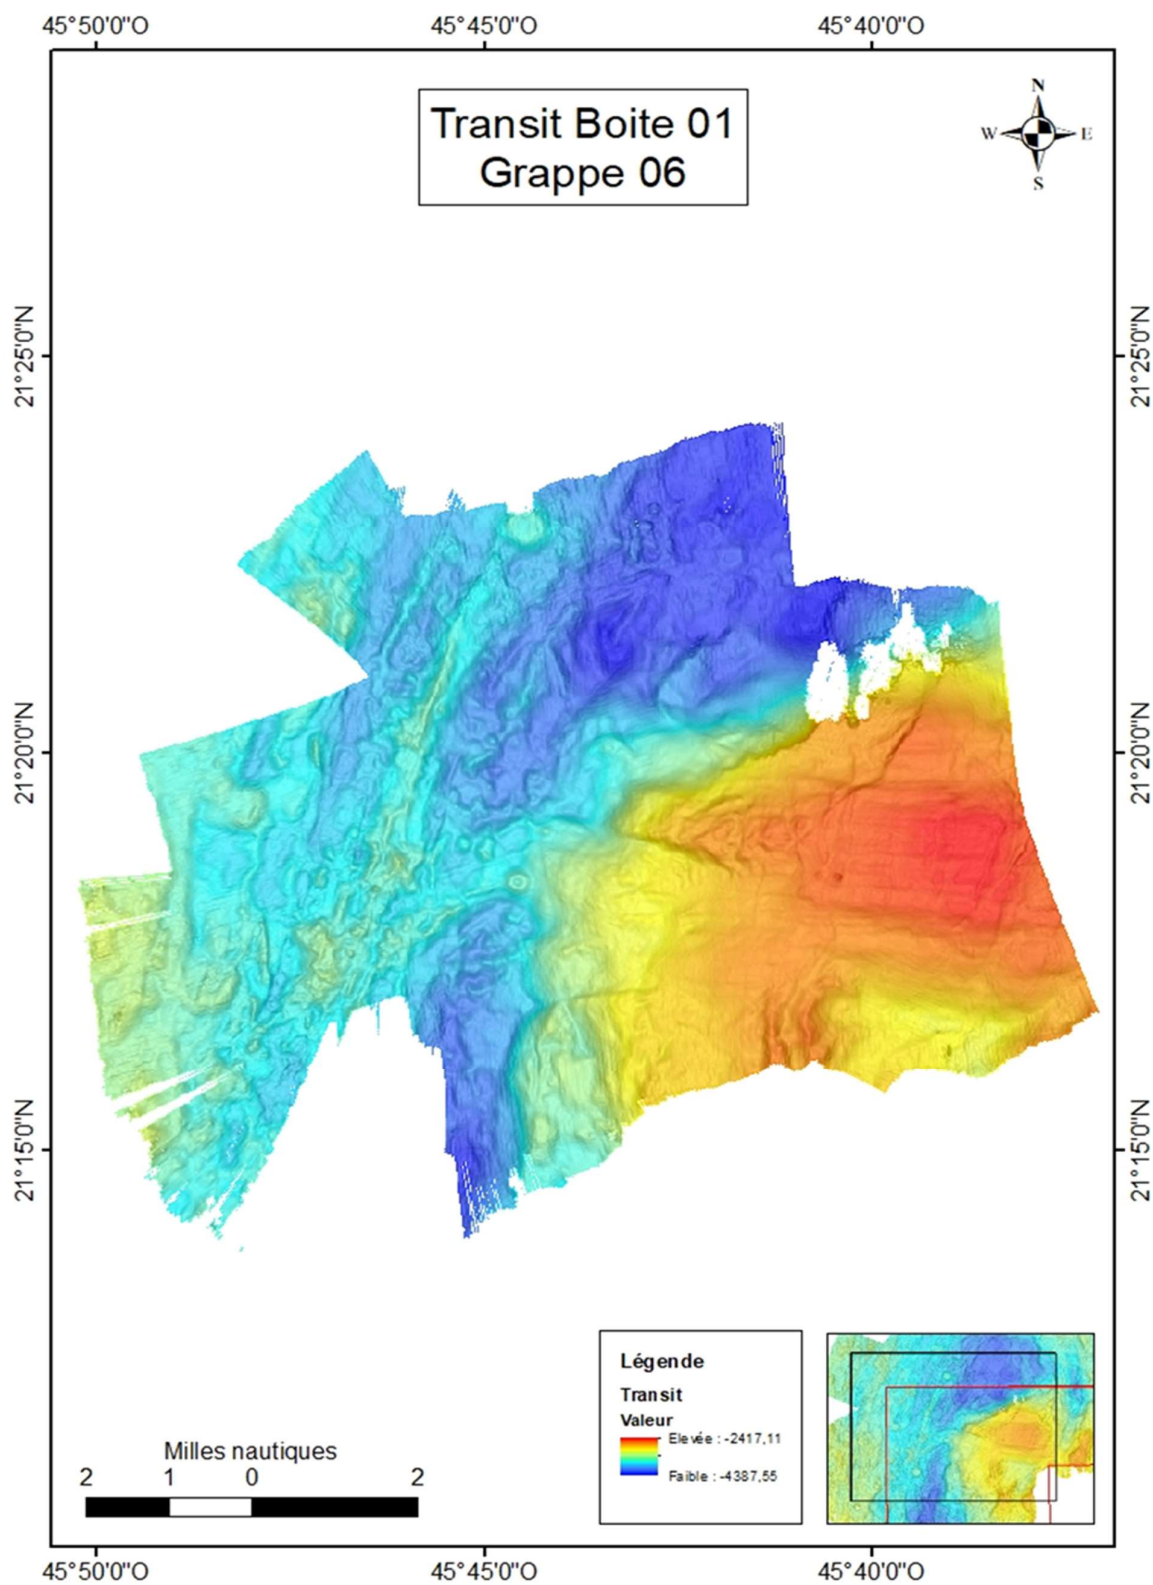 45°50'0"O 45°45'0"O 45°40'0"O
Transit Boite 01
Grappe 06
N
W E
S
21°25'0"N 21°25'0"N
21°20'0"N 21°20'0"N
21°15'0"N 21°15'0"N
Légende
Transit
Valeur
Elevée : -2417,11
Faible : -4387,55
Milles nautiques
2 1 0 2
45°50'0"O 45°45'0"O 45°40'0"O